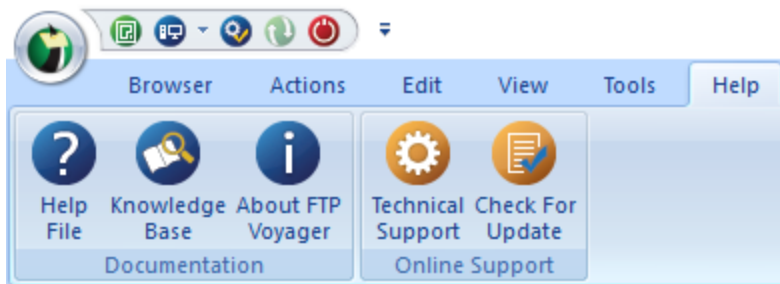 Browser Actions Edit View Tools Help
Help Knowledge About FTP Technical Check For
File Base Voyager Support Update
Documentation Online Support